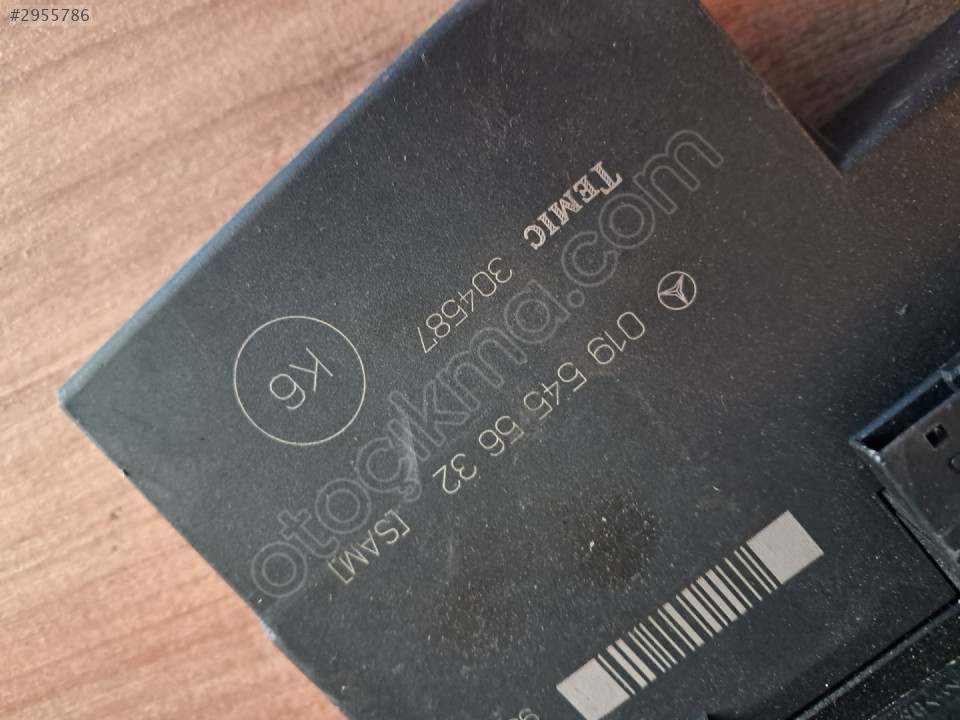 #2955786
TEMIC
304587
019 545 56 32
[SAM]
K6
otoçıkma.com